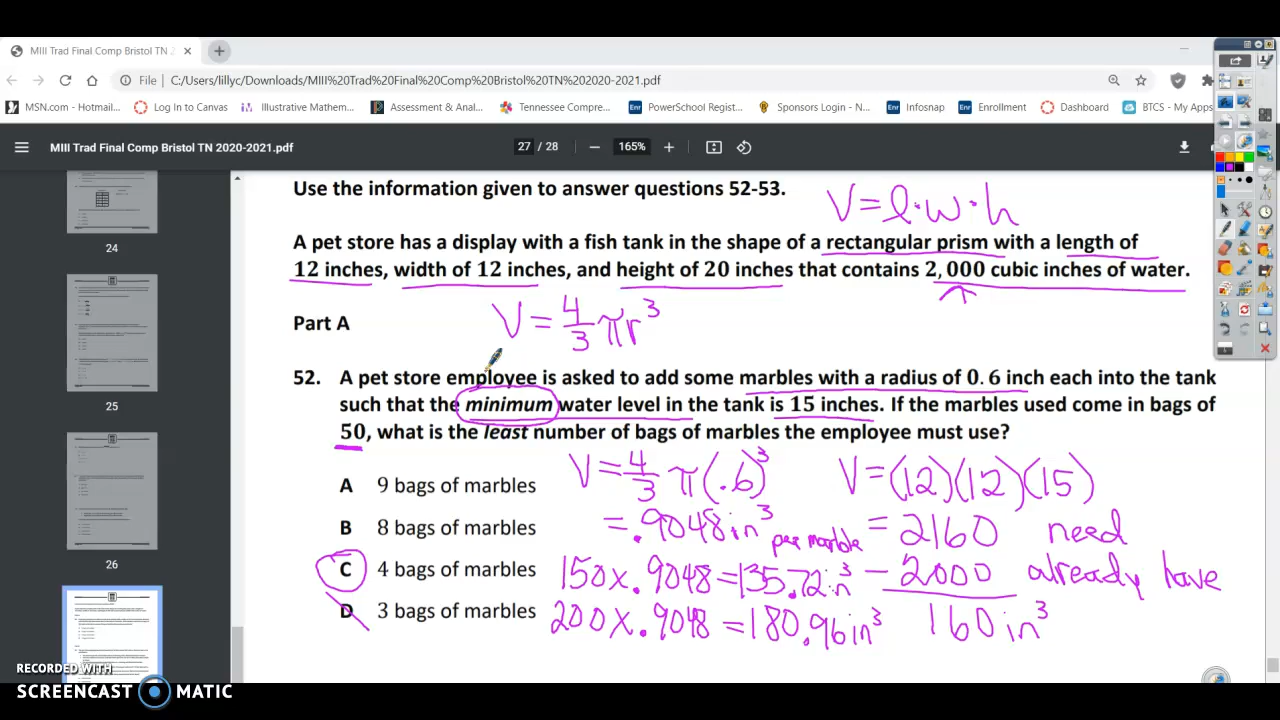 MIII Trad Final Comp Bristol TN 2
File C:/Users/lillyc/Downloads/MIII%20Trad%20Final%20Comp%20Bristol%20TN%202020-2021.pdf
MSN.com - Hotmail... Log In to Canvas Illustrative Mathem... Assessment & Anal... Tennessee Compre... PowerSchool Regist... Sponsors Login - N... Infosnap Enrollment Dashboard BTCS - My Apps
MIII Trad Final Comp Bristol TN 2020-2021.pdf 27 / 28 165%
24
25
26
Use the information given to answer questions 52-53.
V = l · w · h
A pet store has a display with a fish tank in the shape of a rectangular prism with a length of
12 inches, width of 12 inches, and height of 20 inches that contains 2,000 cubic inches of water.
V = 4/3 πr³
Part A
52. A pet store employee is asked to add some marbles with a radius of 0.6 inch each into the tank
such that the minimum water level in the tank is 15 inches. If the marbles used come in bags of
50, what is the least number of bags of marbles the employee must use?
V = 4/3 π(.6)³ V = (12)(12)(15)
A 9 bags of marbles
= .9048 in³ per marble = 2160 need
B 8 bags of marbles
C 4 bags of marbles
150 x .9048 = 135.72 in³ - 2000 already have
D 3 bags of marbles
200 x .9048 = 180.96 in³ 160 in³
RECORDED WITH
SCREENCAST MATIC